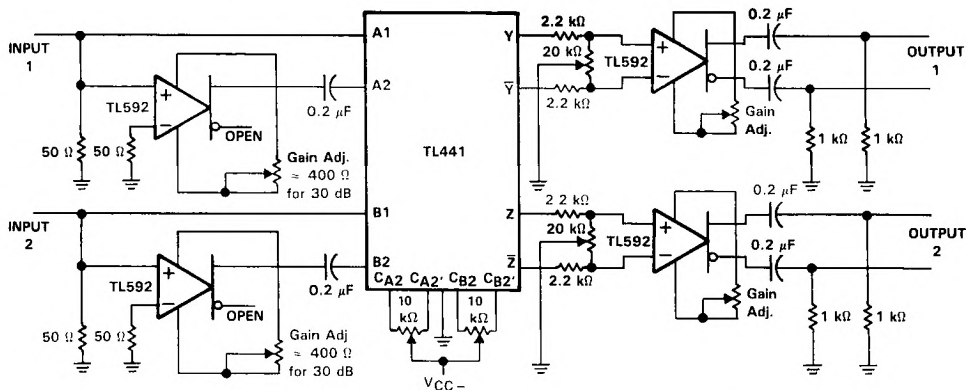 INPUT
1
50 Ω
50 Ω
TL592
+
−
OPEN
0.2 μF
Gain Adj.
≈ 400 Ω
for 30 dB
INPUT
2
50 Ω
50 Ω
TL592
+
−
OPEN
0.2 μF
Gain Adj.
≈ 400 Ω
for 30 dB
A1
A2
B1
B2
TL441
Y
Y̅
Z
Z̅
CA2 CA2' CB2 CB2'
10
kΩ
10
kΩ
VCC−
2.2 kΩ
20 kΩ
2.2 kΩ
TL592
+
−
0.2 μF
0.2 μF
Gain
Adj.
1 kΩ
1 kΩ
OUTPUT
1
2.2 kΩ
20 kΩ
2.2 kΩ
TL592
+
−
0.2 μF
0.2 μF
Gain
Adj.
1 kΩ
1 kΩ
OUTPUT
2